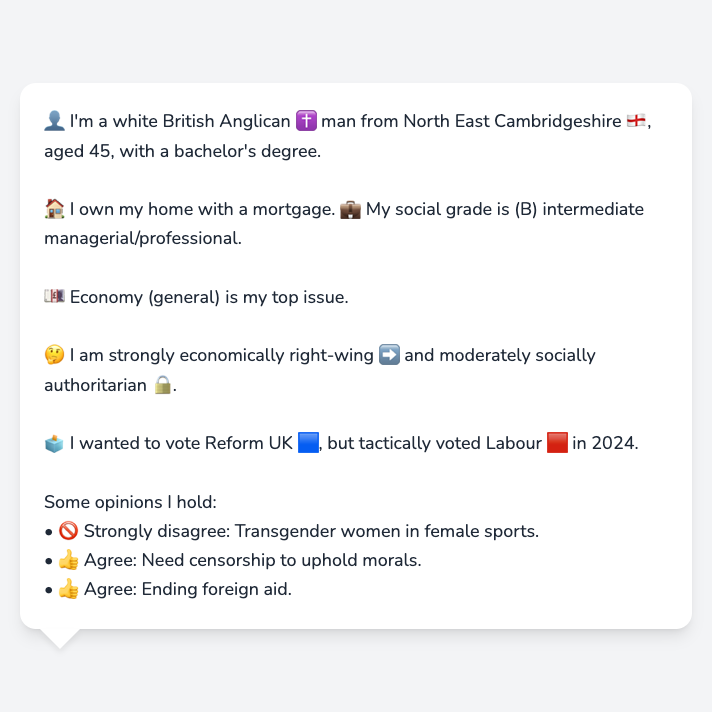 👤 I'm a white British Anglican ✝️ man from North East Cambridgeshire 🏴󠁧󠁢󠁥󠁮󠁧󠁿,
aged 45, with a bachelor's degree.
🏠 I own my home with a mortgage. 💼 My social grade is (B) intermediate
managerial/professional.
💷 Economy (general) is my top issue.
🤔 I am strongly economically right-wing ➡️ and moderately socially
authoritarian 🔒.
🗳️ I wanted to vote Reform UK 🟦, but tactically voted Labour 🟥 in 2024.
Some opinions I hold:
• 🚫 Strongly disagree: Transgender women in female sports.
• 👍 Agree: Need censorship to uphold morals.
• 👍 Agree: Ending foreign aid.